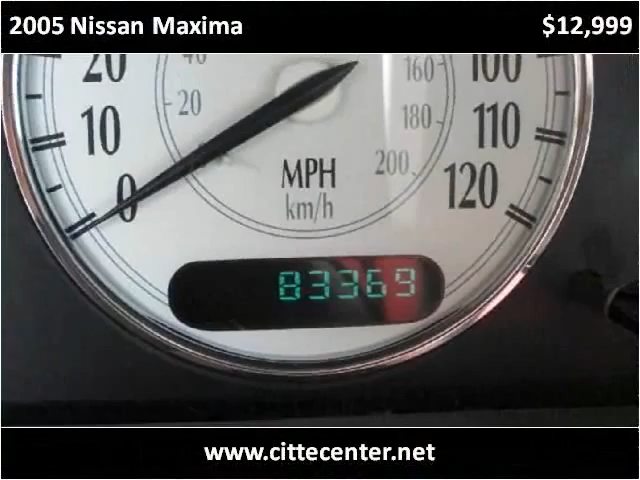 2005 Nissan Maxima $12,999
20 40 160 100
10 20 180 110
0 MPH 200 120
km/h
83369
www.cittecenter.net